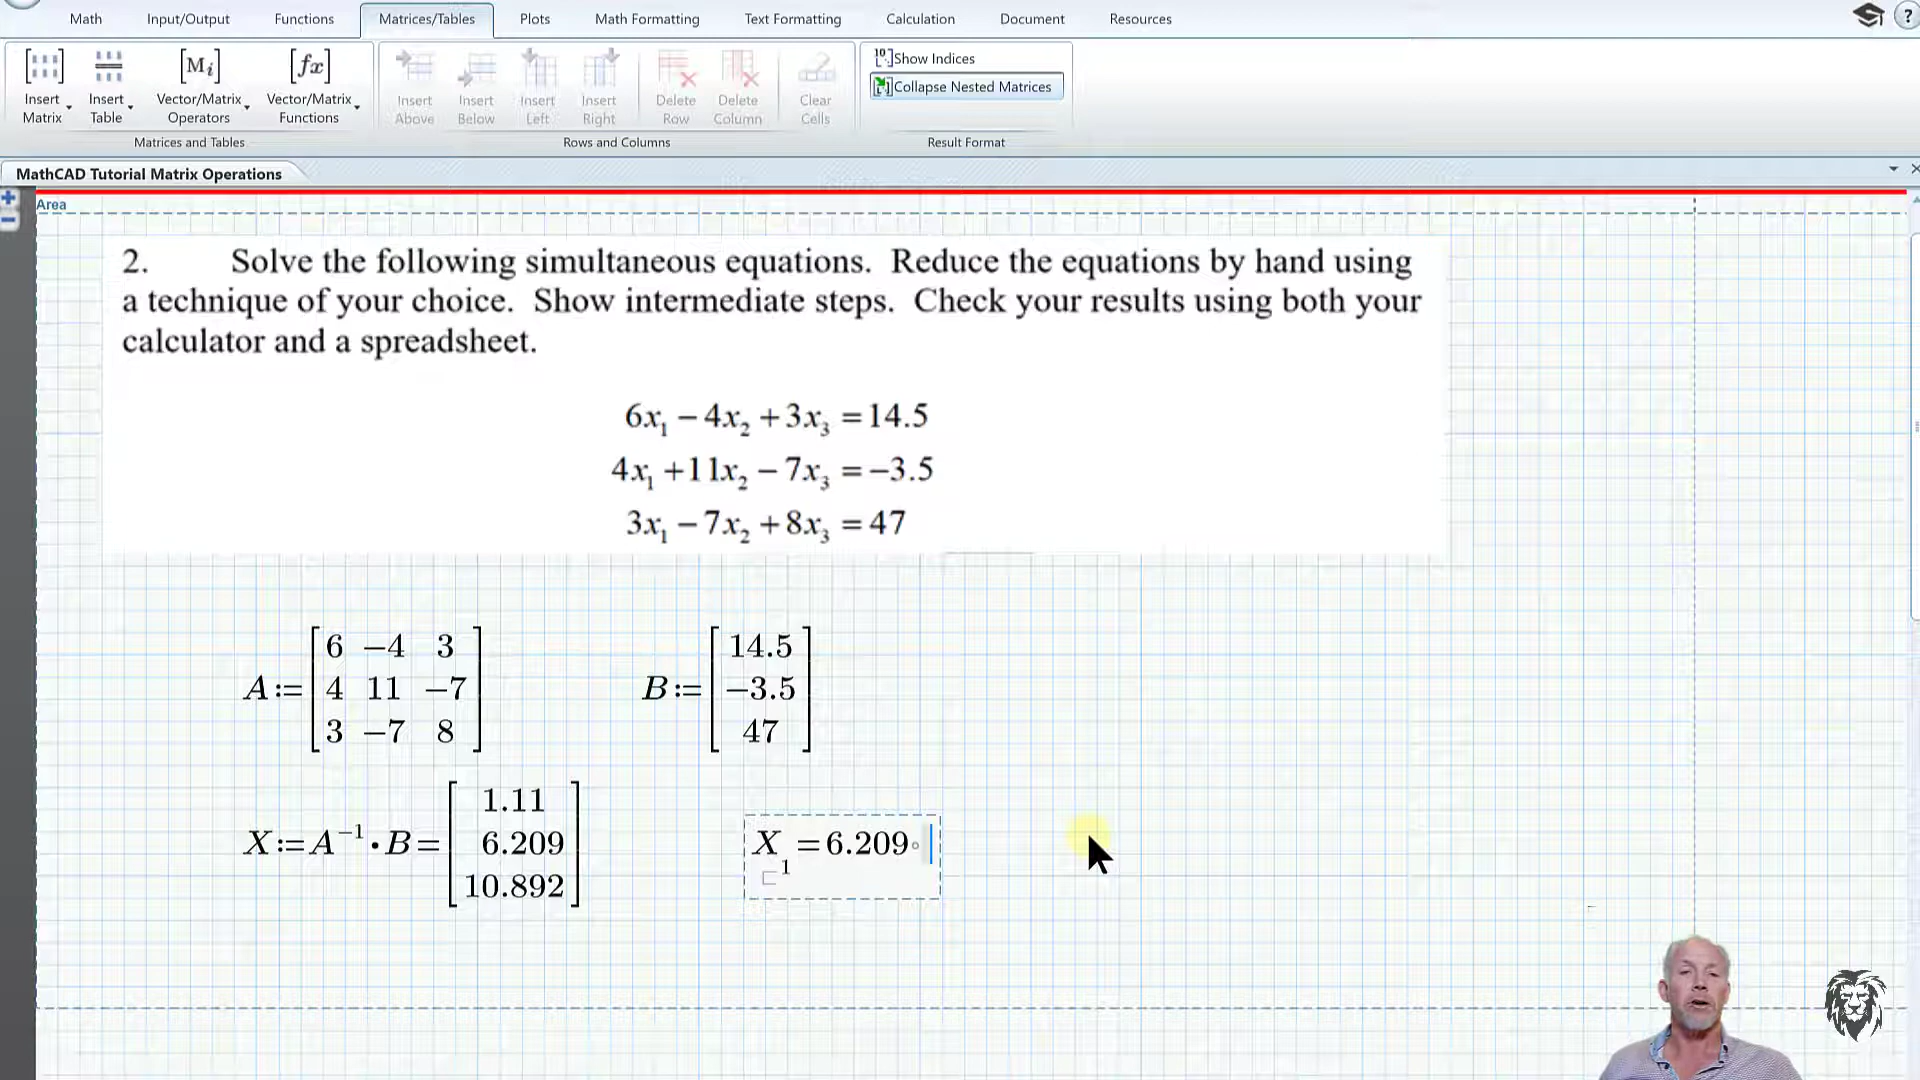 Math Input/Output Functions Matrices/Tables Plots Math Formatting Text Formatting Calculation Document Resources ?
Insert Matrix
Insert Table
[Mi] Vector/Matrix Operators
[fx] Vector/Matrix Functions
Matrices and Tables
Insert Above
Insert Below
Insert Left
Insert Right
Delete Row
Delete Column
Clear Cells
Rows and Columns
Show Indices
Collapse Nested Matrices
Result Format
MathCAD Tutorial Matrix Operations
Area
2. Solve the following simultaneous equations. Reduce the equations by hand using
a technique of your choice. Show intermediate steps. Check your results using both your
calculator and a spreadsheet.
6x₁ − 4x₂ + 3x₃ = 14.5
4x₁ + 11x₂ − 7x₃ = −3.5
3x₁ − 7x₂ + 8x₃ = 47
A := [6 −4 3; 4 11 −7; 3 −7 8] B := [14.5; −3.5; 47]
X := A⁻¹ • B = [1.11; 6.209; 10.892] X₁ = 6.209